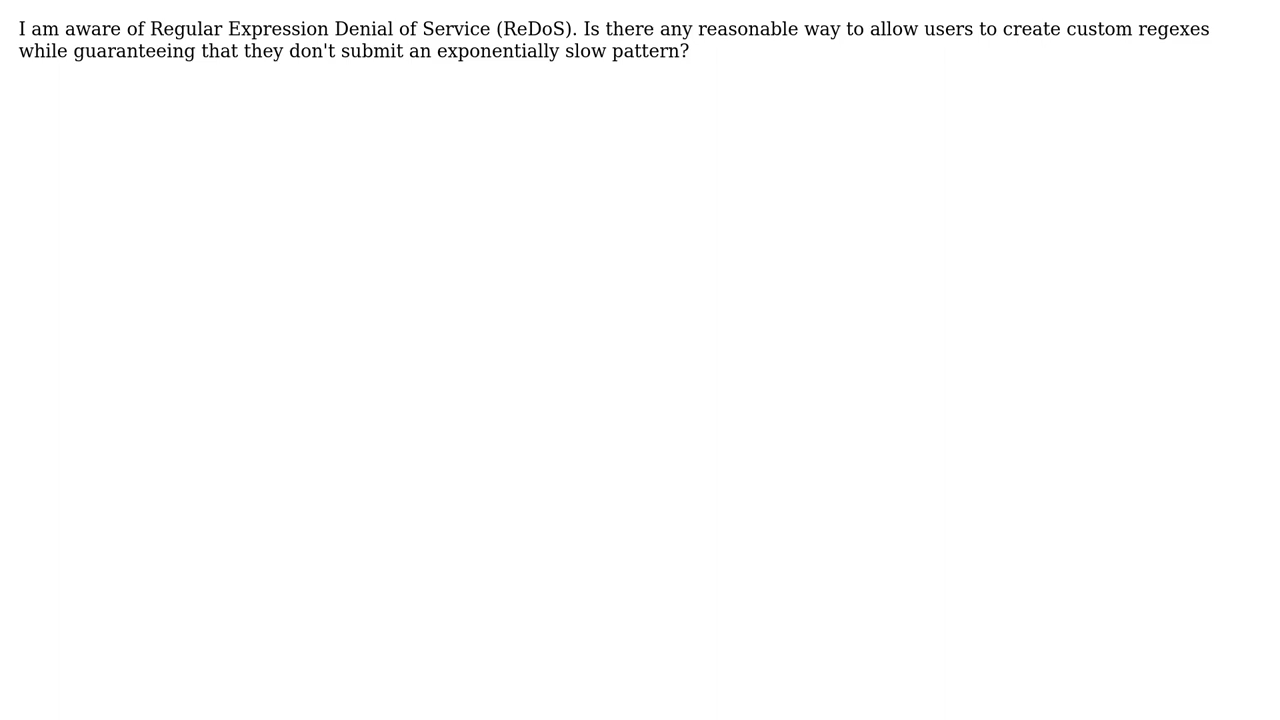 I am aware of Regular Expression Denial of Service (ReDoS). Is there any reasonable way to allow users to create custom regexes
while guaranteeing that they don't submit an exponentially slow pattern?